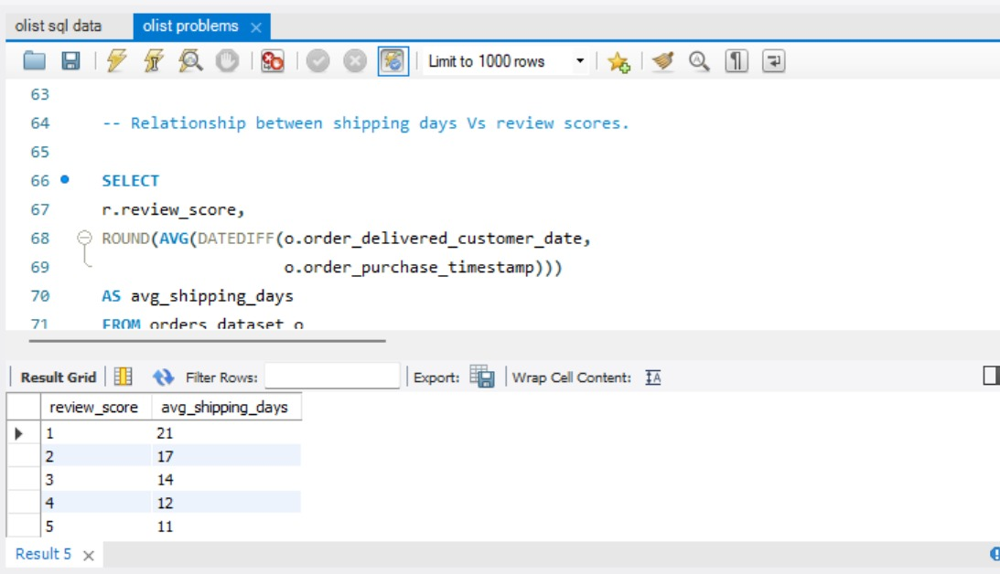 olist sql data olist problems
Limit to 1000 rows
63
64 -- Relationship between shipping days Vs review scores.
65
66 SELECT
67 r.review_score,
68 ROUND(AVG(DATEDIFF(o.order_delivered_customer_date,
69 o.order_purchase_timestamp)))
70 AS avg_shipping_days
71 FROM orders_dataset o
Result Grid Filter Rows: Export: Wrap Cell Content:
review_score avg_shipping_days
1 21
2 17
3 14
4 12
5 11
Result 5